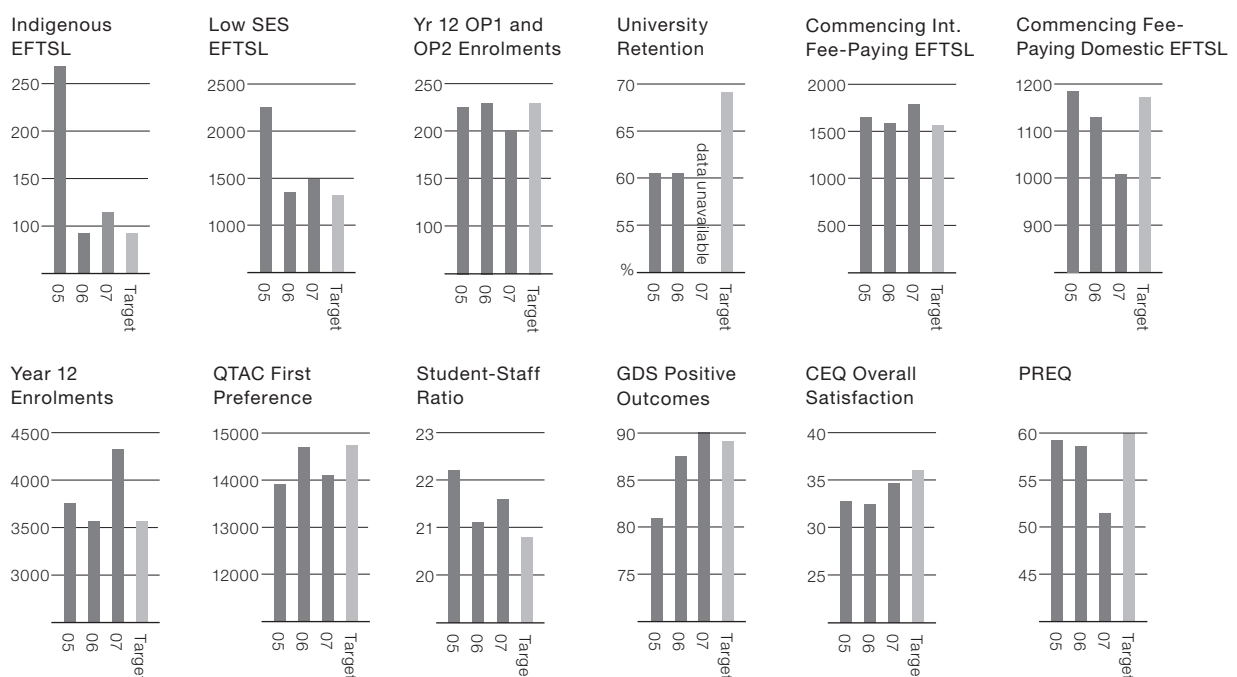 Indigenous
EFTSL
250
200
150
100
05
06
07
Target
Low SES
EFTSL
2500
2000
1500
1000
05
06
07
Target
Yr 12 OP1 and
OP2 Enrolments
250
200
150
100
05
06
07
Target
University
Retention
70
65
60
55
%
data unavailable
05
06
07
Target
Commencing Int.
Fee-Paying EFTSL
2000
1500
1000
500
05
06
07
Target
Commencing Fee-
Paying Domestic EFTSL
1200
1100
1000
900
05
06
07
Target
Year 12
Enrolments
4500
4000
3500
3000
05
06
07
Target
QTAC First
Preference
15000
14000
13000
12000
05
06
07
Target
Student-Staff
Ratio
23
22
21
20
05
06
07
Targe
GDS Positive
Outcomes
90
85
80
75
05
06
07
Target
CEQ Overall
Satisfaction
40
35
30
25
05
06
07
Targe
PREQ
60
55
50
45
05
06
07
Target